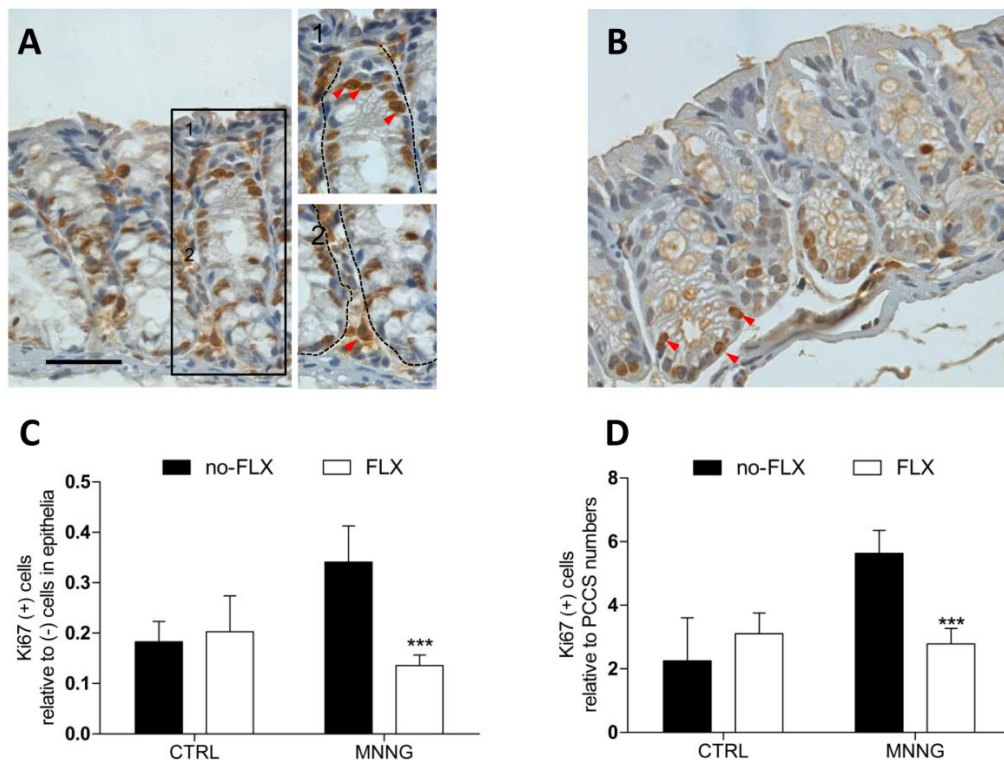 A
1
2
1
2
B
C
no-FLX FLX
Ki67 (+) cells
relative to (-) cells in epithelia
0.5
0.4
0.3
0.2
0.1
0.0
***
CTRL MNNG
D
no-FLX FLX
Ki67 (+) cells
relative to PCCS numbers
8
6
4
2
0
***
CTRL MNNG